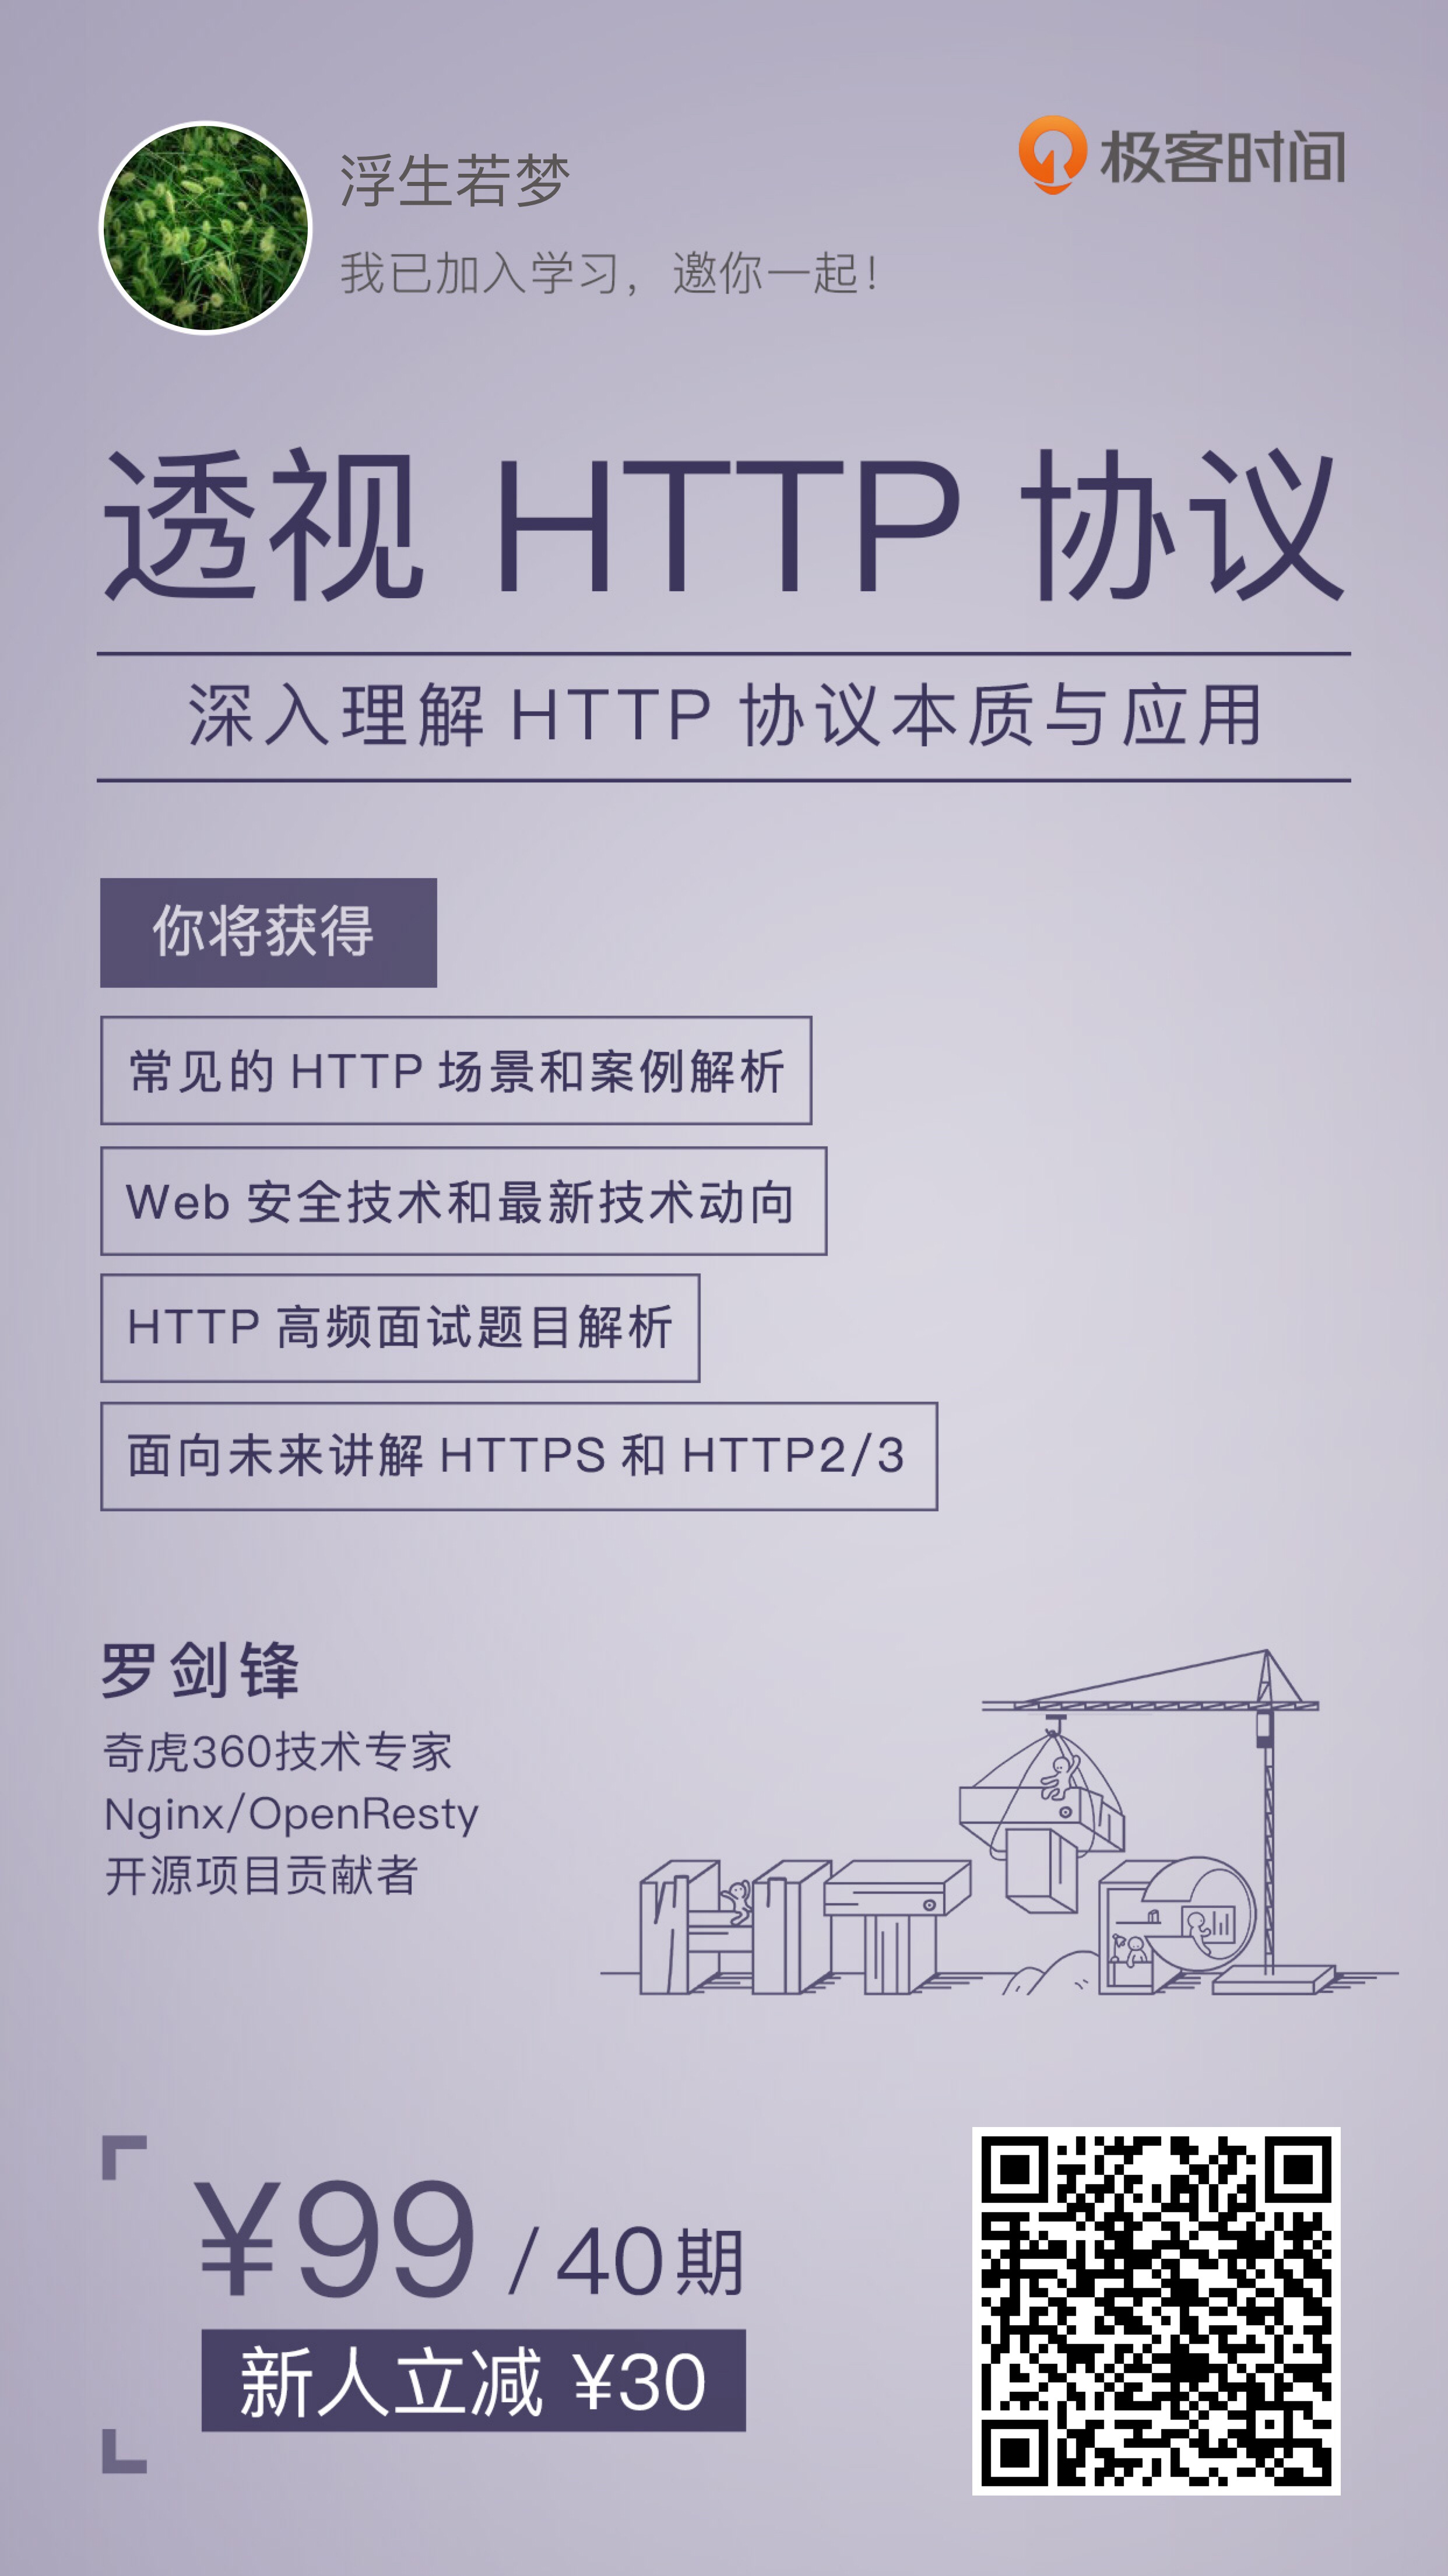 浮生若梦
极客时间
我已加入学习，邀你一起！
透视 HTTP 协议
深入理解 HTTP 协议本质与应用
你将获得
常见的 HTTP 场景和案例解析
Web 安全技术和最新技术动向
HTTP 高频面试题目解析
面向未来讲解 HTTPS 和 HTTP2/3
罗剑锋
奇虎360技术专家
Nginx/OpenResty
开源项目贡献者
¥99 / 40期
新人立减 ¥30